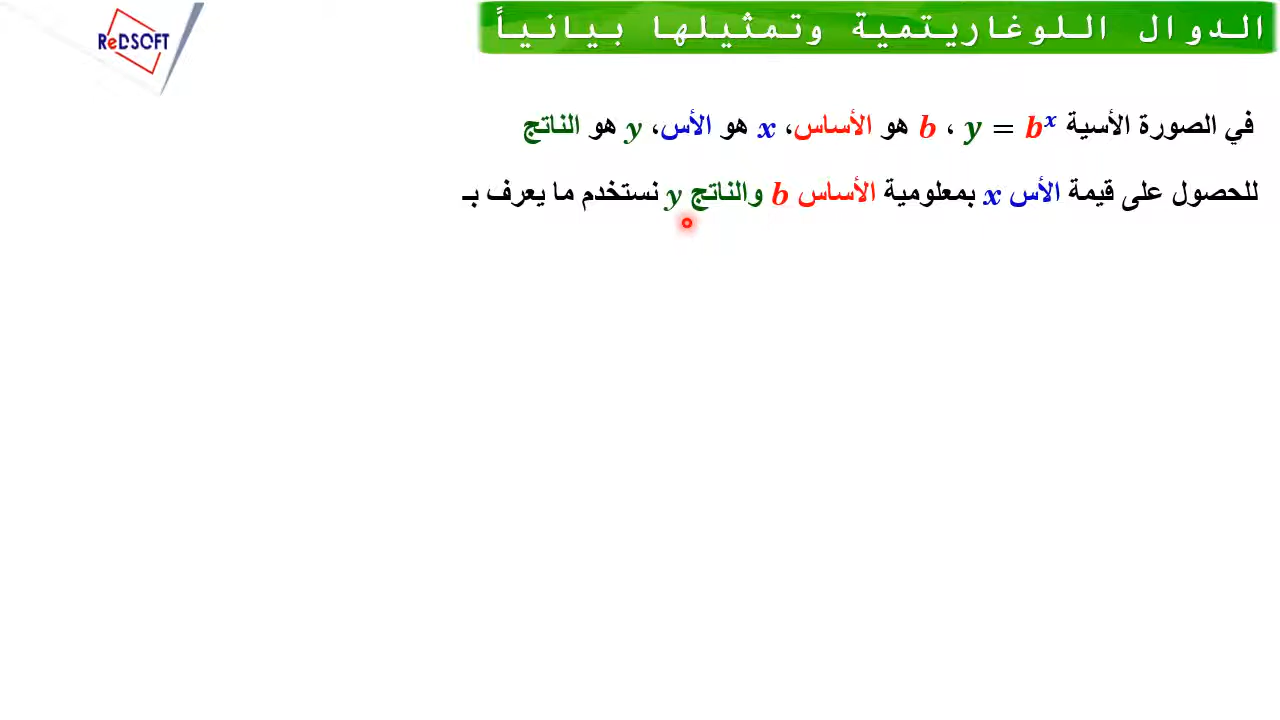 الدوال اللوغاريتمية وتمثيلها بيانياً
ReDSOFT
في الصورة الأسية y = bˣ ، b هو الأساس، x هو الأس، y هو الناتج
للحصول على قيمة الأس x بمعلومية الأساس b والناتج y نستخدم ما يعرف بـ